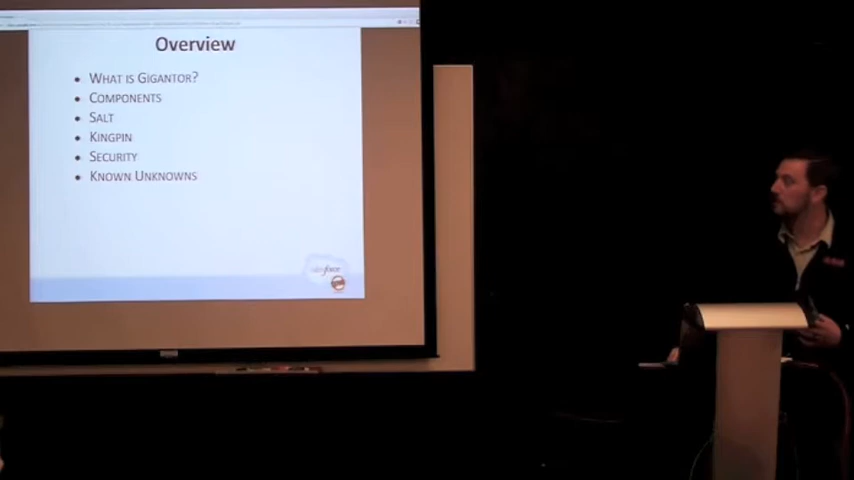 Overview
• WHAT IS GIGANTOR?
• COMPONENTS
• SALT
• KINGPIN
• SECURITY
• KNOWN UNKNOWNS